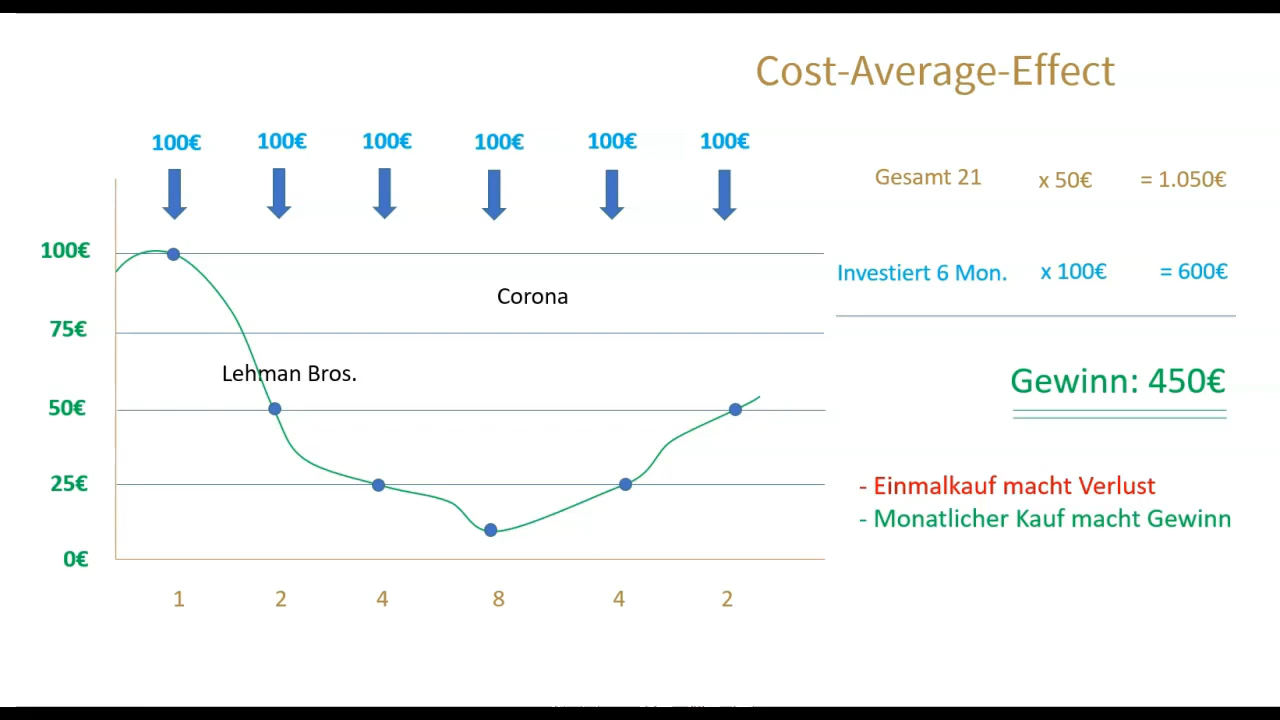 Cost-Average-Effect
100€ 100€ 100€ 100€ 100€ 100€
Gesamt 21 x 50€ = 1.050€
100€
Investiert 6 Mon. x 100€ = 600€
Corona
75€
Lehman Bros.
Gewinn: 450€
50€
25€
- Einmalkauf macht Verlust
- Monatlicher Kauf macht Gewinn
0€
1 2 4 8 4 2